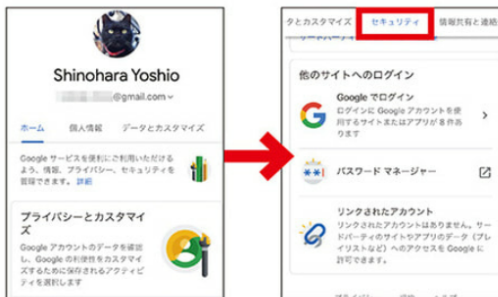 Shinohara Yoshio
@gmail.com
ホーム 個人情報 データとカスタマイズ
Google サービスを便利にご利用いただける
よう、情報、プライバシー、セキュリティを
管理できます。 詳細
プライバシーとカスタマイ
ズ
Google アカウントのデータを確認
し、Google の利便性をカスタマイ
ズするために保存されるアクティビ
ティを選択します
タとカスタマイズ セキュリティ 情報共有と連絡
他のサイトへのログイン
Google でログイン
ログインに Google アカウントを使
用するサイトまたはアプリが 8 件あ
ります
パスワード マネージャー
リンクされたアカウント
リンクされたアカウントはありません。サー
ドパーティのサイトやアプリのデータ（プレ
イリストなど）へのアクセスを Google に
許可できます。